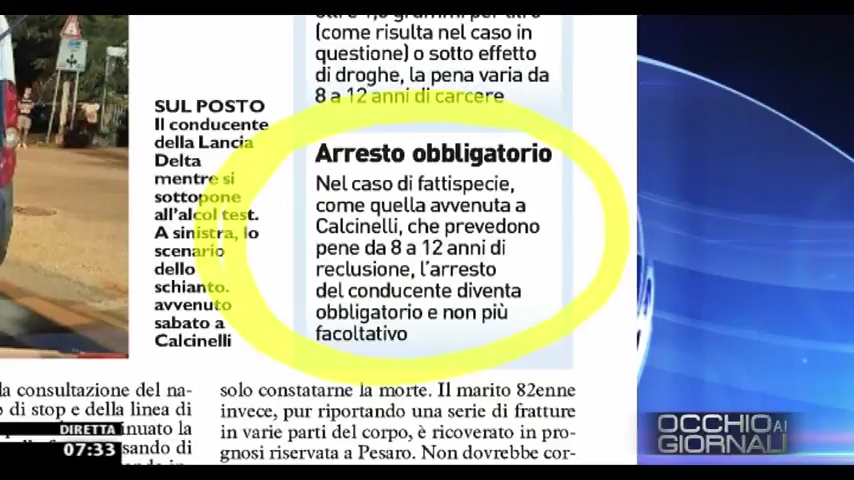 (come risulta nel caso in
questione) o sotto effetto
di droghe, la pena varia da
8 a 12 anni di carcere
SUL POSTO
Il conducente
della Lancia
Delta
mentre si
sottopone
all'alcol test.
A sinistra, lo
scenario
dello
schianto.
avvenuto
sabato a
Calcinelli
Arresto obbligatorio
Nel caso di fattispecie,
come quella avvenuta a
Calcinelli, che prevedono
pene da 8 a 12 anni di
reclusione, l'arresto
del conducente diventa
obbligatorio e non più
facoltativo
la consultazione del na-
di stop e della linea di
inuato la
sando di
solo constatarne la morte. Il marito 82enne
invece, pur riportando una serie di fratture
in varie parti del corpo, è ricoverato in pro-
gnosi riservata a Pesaro. Non dovrebbe cor-
DIRETTA
07:33
OCCHIO AI
GIORNALI